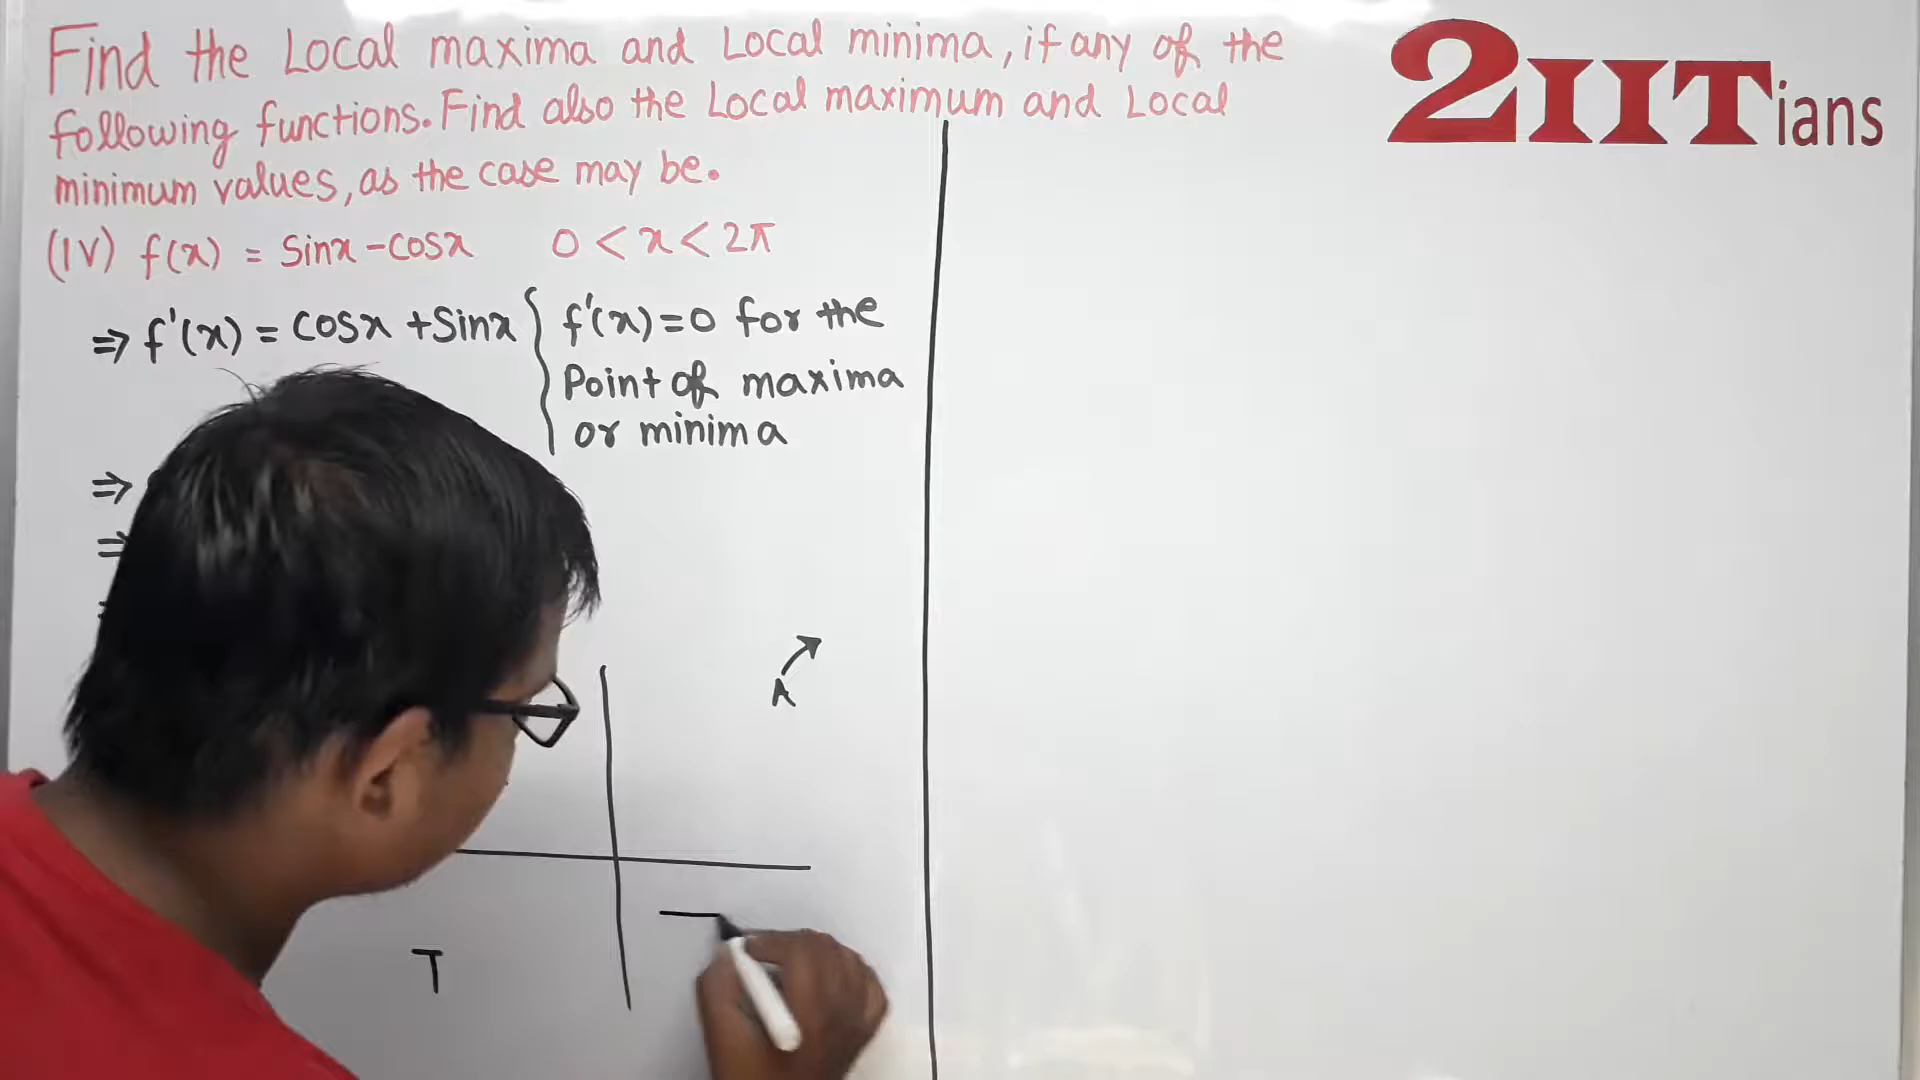 Find the Local maxima and Local minima, if any of the
following functions. Find also the Local maximum and Local
minimum values, as the case may be.
(IV) f(x) = Sinx - cosx 0 < x < 2π
⇒ f'(x) = cosx + Sinx
f'(x) = 0 for the
Point of maxima
or minima
⇒
⇒
A
T
2IITians